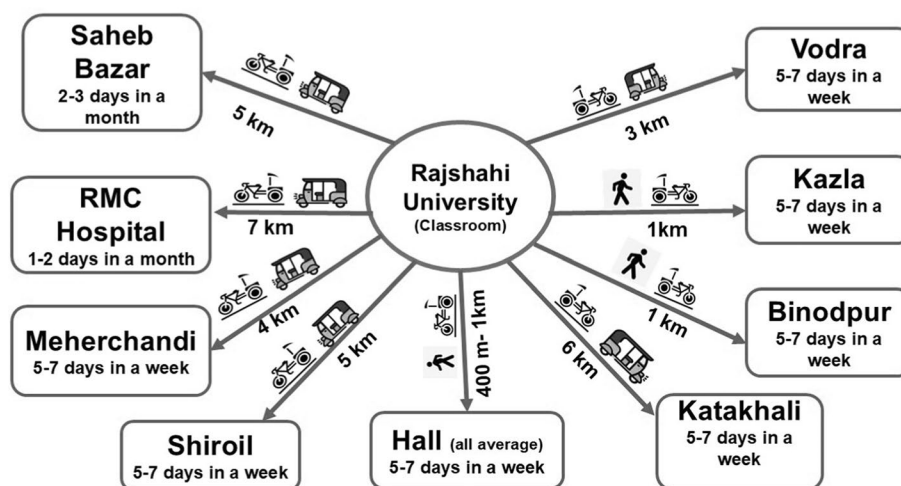 Saheb
Bazar
2-3 days in a
month
5 km
Vodra
5-7 days in a
week
3 km
Rajshahi
University
(Classroom)
RMC
Hospital
1-2 days in a month
7 km
Kazla
5-7 days in a
week
1km
Meherchandi
5-7 days in a week
4 km
Binodpur
5-7 days in a
week
1 km
Shiroil
5-7 days in a week
5 km
Hall (all average)
5-7 days in a week
400 m- 1km
Katakhali
5-7 days in a
week
6 km